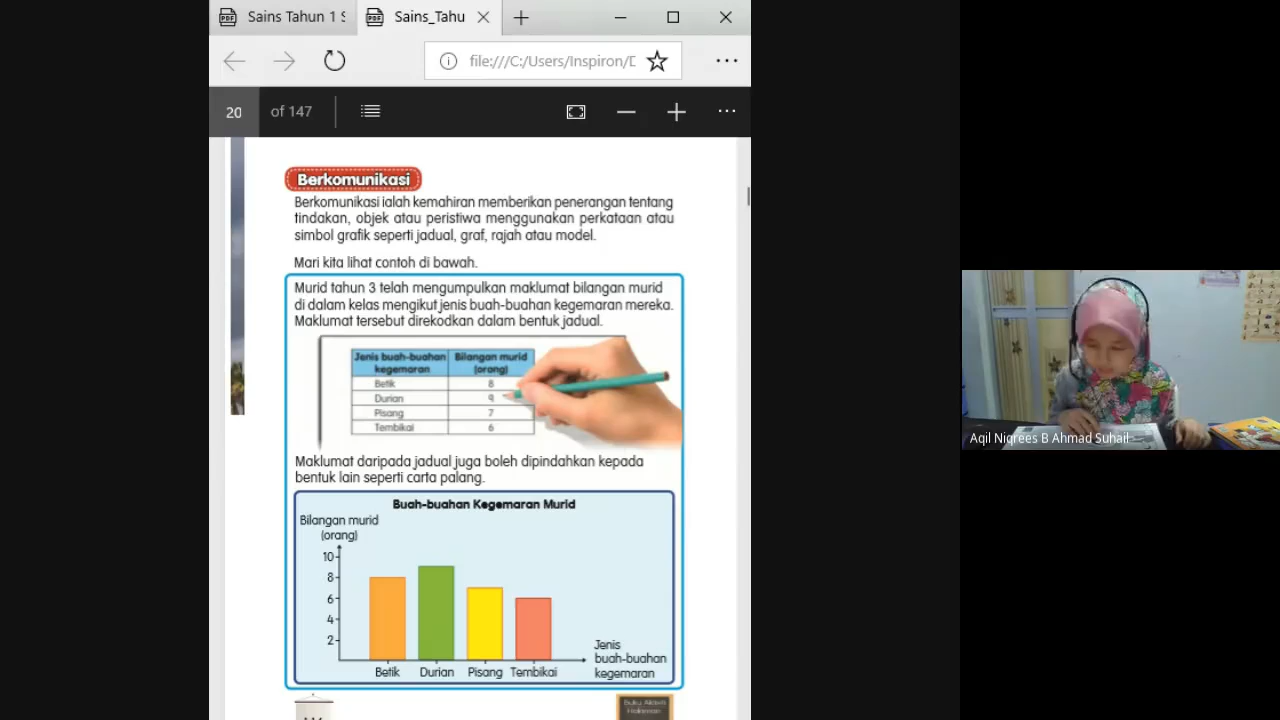 Sains Tahun 1 S
Sains_Tahu
file:///C:/Users/Inspiron/D
20 of 147
Berkomunikasi
Berkomunikasi ialah kemahiran memberikan penerangan tentang
tindakan, objek atau peristiwa menggunakan perkataan atau
simbol grafik seperti jadual, graf, rajah atau model.
Mari kita lihat contoh di bawah.
Murid tahun 3 telah mengumpulkan maklumat bilangan murid
di dalam kelas mengikut jenis buah-buahan kegemaran mereka.
Maklumat tersebut direkodkan dalam bentuk jadual.
Jenis buah-buahan Bilangan murid
kegemaran (orang)
Betik 8
Durian 9
Pisang 7
Tembikai 6
Maklumat daripada jadual juga boleh dipindahkan kepada
bentuk lain seperti carta palang.
Buah-buahan Kegemaran Murid
Bilangan murid
(orang)
10
8
6
4
2
Jenis
buah-buahan
kegemaran
Betik Durian Pisang Tembikai
Buku Aktiviti
Aqil Niqrees B Ahmad Suhail